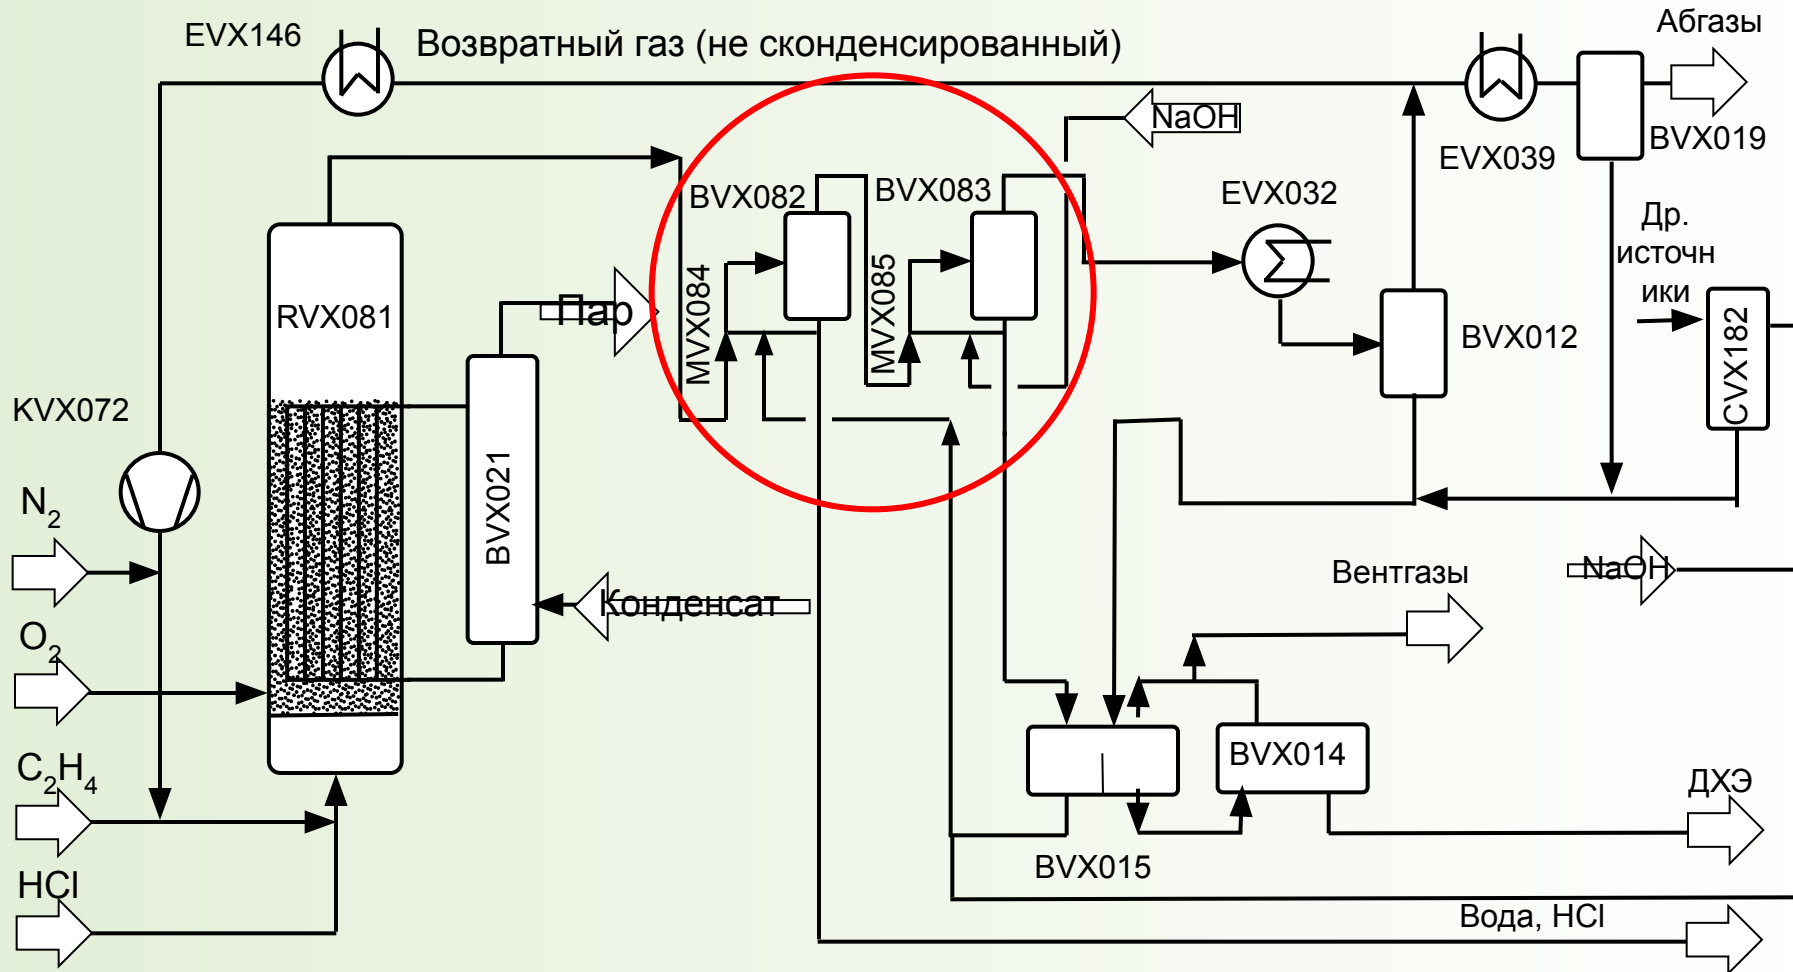 EVX146
Возвратный газ (не сконденсированный)
Абгазы
NaOH
BVX019
EVX039
BVX082
BVX083
EVX032
Др.
источн
ики
MVX084
MVX085
RVX081
Пар
BVX012
CVX182
KVX072
BVX021
N2
Вентгазы
NaOH
Конденсат
O2
C2H4
BVX014
ДХЭ
BVX015
HCl
Вода, HCl